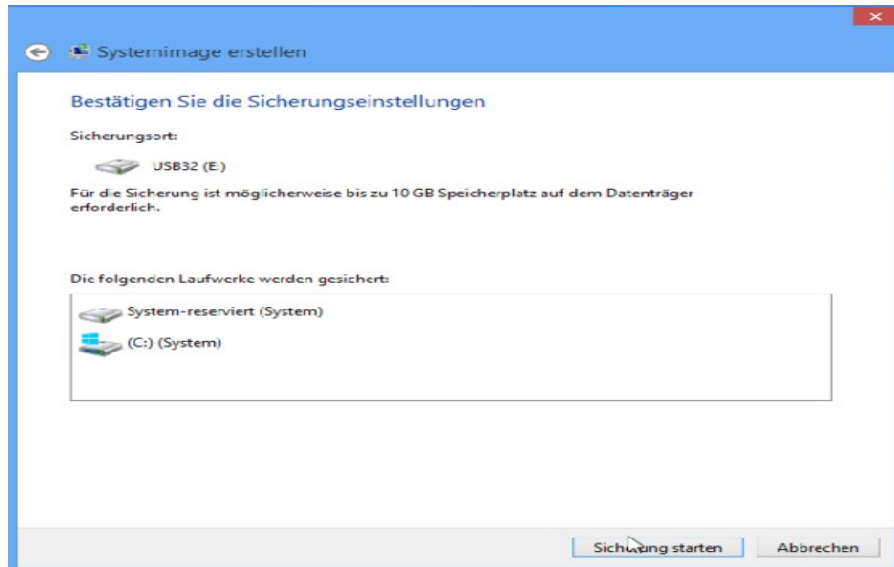 Systemimage erstellen
Bestätigen Sie die Sicherungseinstellungen
Sicherungsort:
USB32 (E:)
Für die Sicherung ist möglicherweise bis zu 10 GB Speicherplatz auf dem Datenträger
erforderlich.
Die folgenden Laufwerke werden gesichert:
System-reserviert (System)
(C:) (System)
Sicherung starten Abbrechen